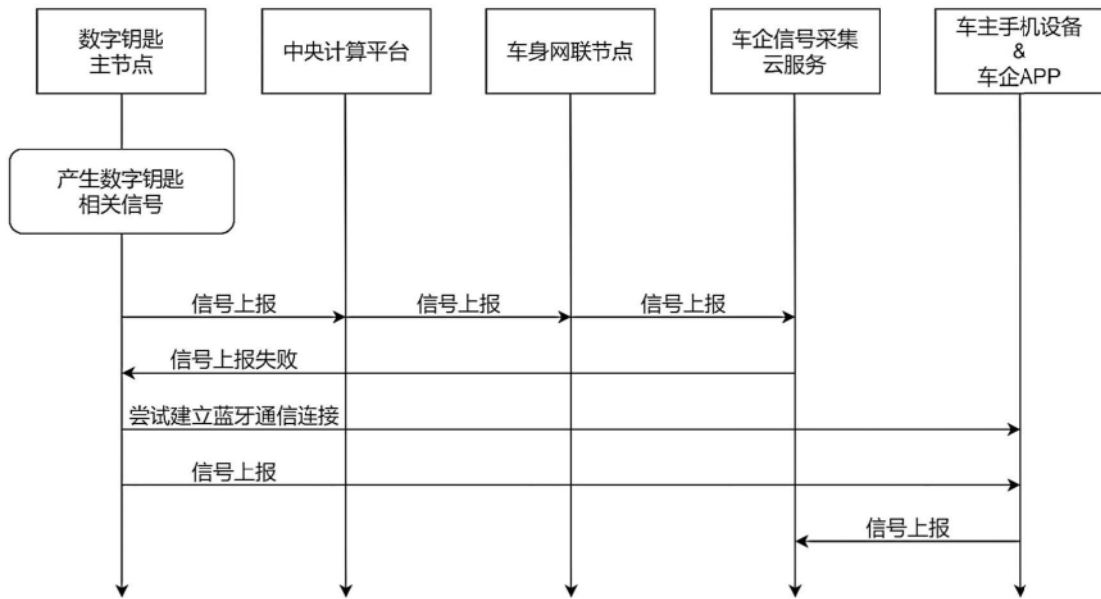 数字钥匙
主节点
中央计算平台
车身网联节点
车企信号采集
云服务
车主手机设备
&
车企APP
产生数字钥匙
相关信号
信号上报
信号上报
信号上报
信号上报失败
尝试建立蓝牙通信连接
信号上报
信号上报